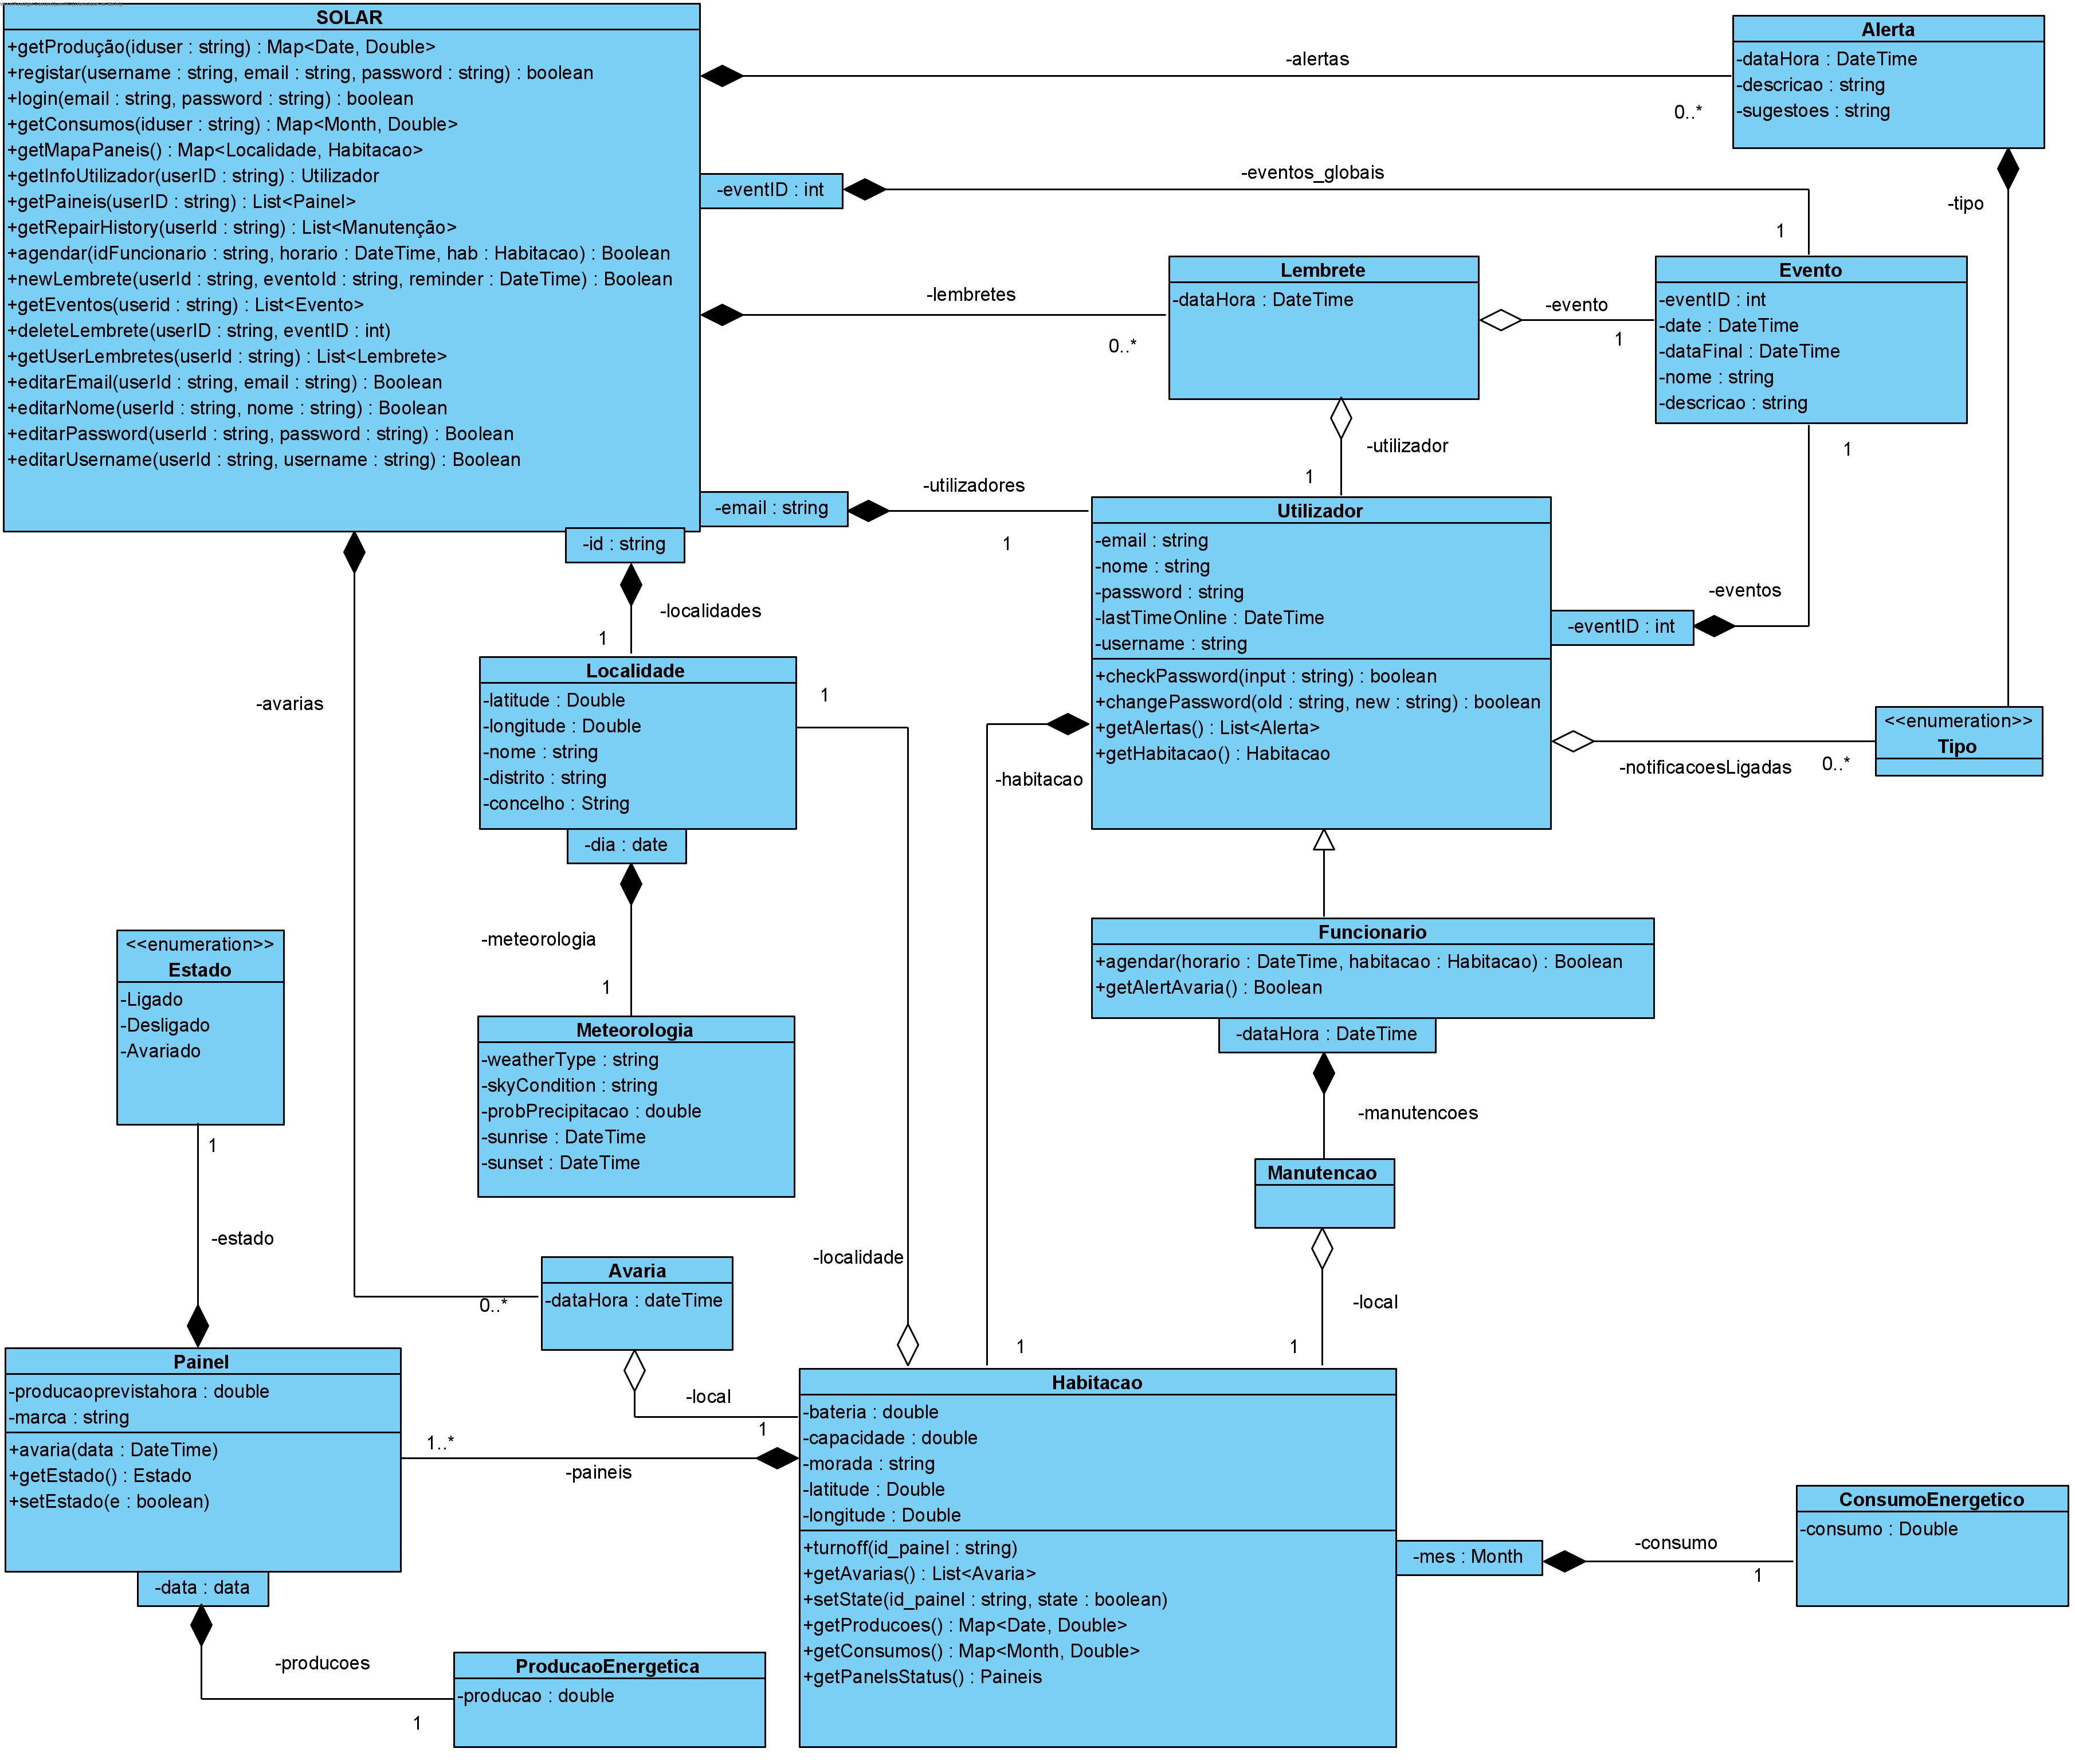 SOLAR
+getProdução(iduser : string) : Map<Date, Double>
+registar(username : string, email : string, password : string) : boolean
+login(email : string, password : string) : boolean
+getConsumos(iduser : string) : Map<Month, Double>
+getMapaPaneis() : Map<Localidade, Habitacao>
+getInfoUtilizador(userID : string) : Utilizador
+getPaineis(userID : string) : List<Painel>
+getRepairHistory(userId : string) : List<Manutenção>
+agendar(idFuncionario : string, horario : DateTime, hab : Habitacao) : Boolean
+newLembrete(userId : string, eventoId : string, reminder : DateTime) : Boolean
+getEventos(userid : string) : List<Evento>
+deleteLembrete(userID : string, eventID : int)
+getUserLembretes(userId : string) : List<Lembrete>
+editarEmail(userId : string, email : string) : Boolean
+editarNome(userId : string, nome : string) : Boolean
+editarPassword(userId : string, password : string) : Boolean
+editarUsername(userId : string, username : string) : Boolean
-alertas
0..*
Alerta
-dataHora : DateTime
-descricao : string
-sugestoes : string
-eventID : int
-eventos_globais
1
-tipo
-lembretes
0..*
Lembrete
-dataHora : DateTime
-evento
1
Evento
-eventID : int
-date : DateTime
-dataFinal : DateTime
-nome : string
-descricao : string
-utilizador
1
1
-email : string
-utilizadores
1
-id : string
-localidades
1
Utilizador
-email : string
-nome : string
-password : string
-lastTimeOnline : DateTime
-username : string
+checkPassword(input : string) : boolean
+changePassword(old : string, new : string) : boolean
+getAlertas() : List<Alerta>
+getHabitacao() : Habitacao
-eventID : int
-eventos
<<enumeration>>
Tipo
-notificacoesLigadas
0..*
-avarias
Localidade
-latitude : Double
-longitude : Double
-nome : string
-distrito : string
-concelho : String
1
-habitacao
-dia : date
-meteorologia
1
Funcionario
+agendar(horario : DateTime, habitacao : Habitacao) : Boolean
+getAlertAvaria() : Boolean
-dataHora : DateTime
<<enumeration>>
Estado
-Ligado
-Desligado
-Avariado
Meteorologia
-weatherType : string
-skyCondition : string
-probPrecipitacao : double
-sunrise : DateTime
-sunset : DateTime
-manutencoes
Manutencao
1
-estado
-localidade
0..*
Avaria
-dataHora : dateTime
-local
1
1
Painel
-producaoprevistahora : double
-marca : string
+avaria(data : DateTime)
+getEstado() : Estado
+setEstado(e : boolean)
-local
1
1..*
-paineis
Habitacao
-bateria : double
-capacidade : double
-morada : string
-latitude : Double
-longitude : Double
+turnoff(id_painel : string)
+getAvarias() : List<Avaria>
+setState(id_painel : string, state : boolean)
+getProducoes() : Map<Date, Double>
+getConsumos() : Map<Month, Double>
+getPanelsStatus() : Paineis
-mes : Month
-consumo
1
ConsumoEnergetico
-consumo : Double
-data : data
-producoes
1
ProducaoEnergetica
-producao : double